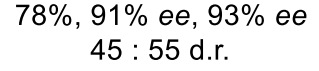 78%, 91% ee, 93% ee
45 : 55 d.r.